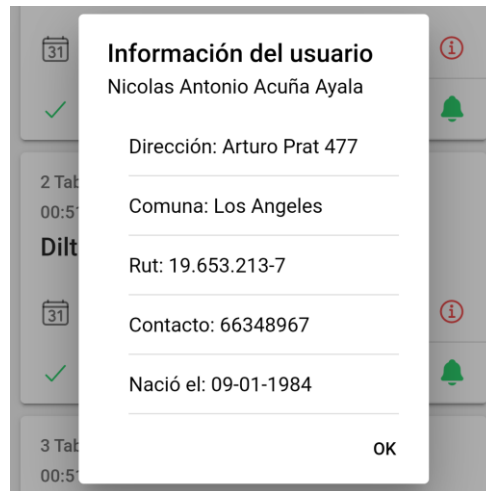 31
Información del usuario
Nicolas Antonio Acuña Ayala
Dirección: Arturo Prat 477
2 Tab
00:51
Comuna: Los Angeles
Dilt
Rut: 19.653.213-7
31
Contacto: 66348967
Nació el: 09-01-1984
3 Tab
OK
00:51